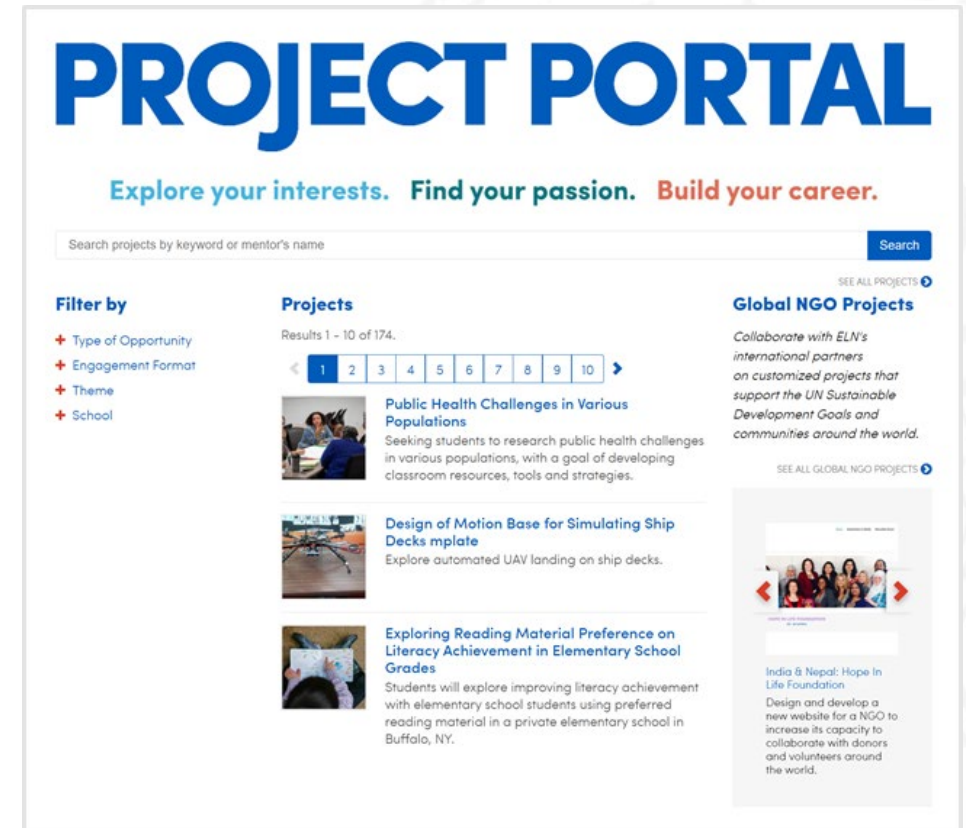 PROJECT PORTAL
Explore your interests. Find your passion. Build your career.
Search projects by keyword or mentor's name
Search
SEE ALL PROJECTS
Filter by
+ Type of Opportunity
+ Engagement Format
+ Theme
+ School
Projects
Results 1 - 10 of 174.
1 2 3 4 5 6 7 8 9 10
Public Health Challenges in Various
Populations
Seeking students to research public health challenges
in various populations, with a goal of developing
classroom resources, tools and strategies.
Design of Motion Base for Simulating Ship
Decks mplate
Explore automated UAV landing on ship decks.
Exploring Reading Material Preference on
Literacy Achievement in Elementary School
Grades
Students will explore improving literacy achievement
with elementary school students using preferred
reading material in a private elementary school in
Buffalo, NY.
Global NGO Projects
Collaborate with ELN's
international partners
on customized projects that
support the UN Sustainable
Development Goals and
communities around the world.
SEE ALL GLOBAL NGO PROJECTS
India & Nepal: Hope In
Life Foundation
Design and develop a
new website for a NGO to
increase its capacity to
collaborate with donors
and volunteers around
the world.